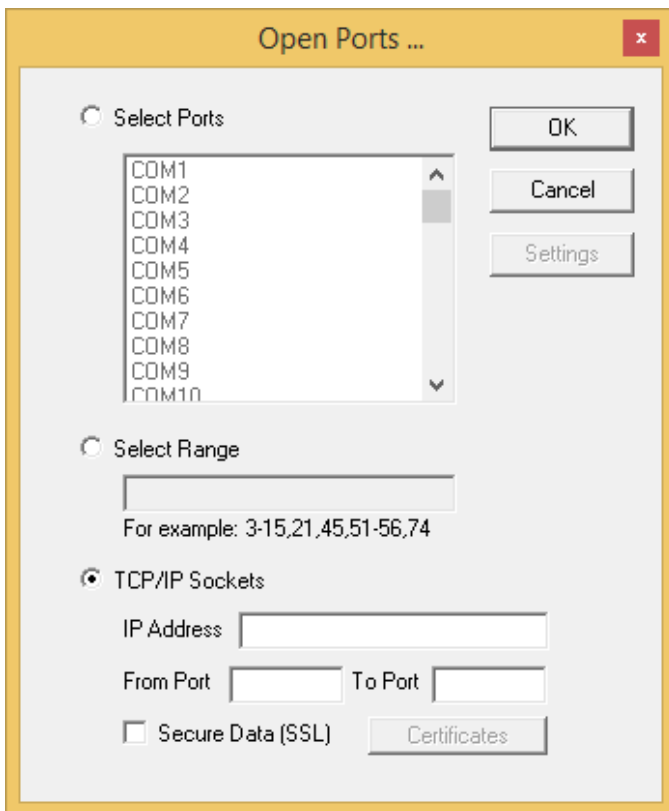 Open Ports ...
x
Select Ports
OK
COM1
COM2
Cancel
COM3
COM4
Settings
COM5
COM6
COM7
COM8
COM9
COM10
Select Range
For example: 3-15,21,45,51-56,74
TCP/IP Sockets
IP Address
From Port To Port
Secure Data (SSL) Certificates